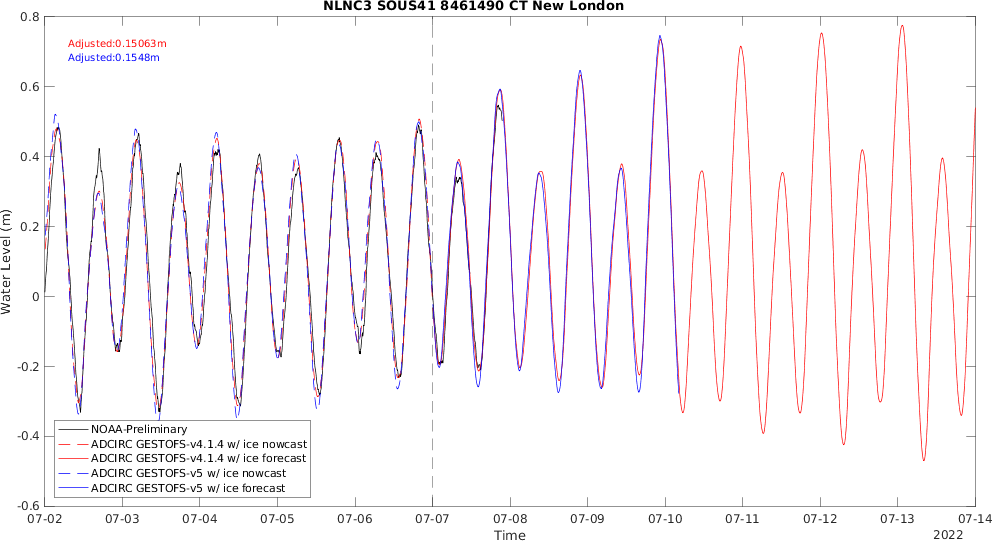 NLNC3 SOUS41 8461490 CT New London
Adjusted:0.15063m
Adjusted:0.1548m
Water Level (m)
0.8
0.6
0.4
0.2
0
-0.2
-0.4
-0.6
NOAA-Preliminary
ADCIRC GESTOFS-v4.1.4 w/ ice nowcast
ADCIRC GESTOFS-v4.1.4 w/ ice forecast
ADCIRC GESTOFS-v5 w/ ice nowcast
ADCIRC GESTOFS-v5 w/ ice forecast
07-02 07-03 07-04 07-05 07-06 07-07 07-08 07-09 07-10 07-11 07-12 07-13 07-14
Time
2022